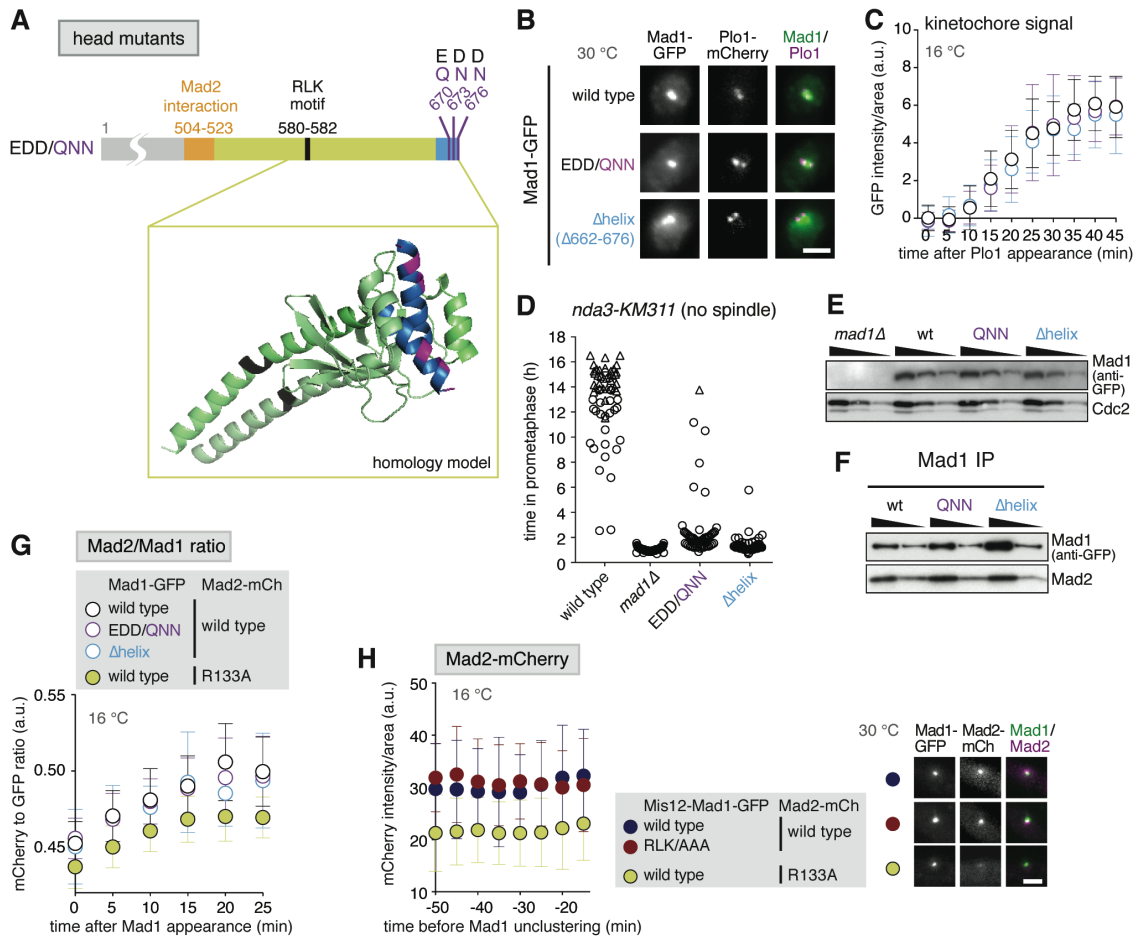 A
head mutants
Mad2
interaction
504-523
RLK
motif
580-582
E D D
Q N N
670
673
676
1
EDD/QNN
homology model
B
30 °C
Mad1-
GFP
Plo1-
mCherry
Mad1/
Plo1
Mad1-GFP
wild type
EDD/QNN
Δhelix
(Δ662-676)
C
kinetochore signal
16 °C
GFP intensity/area (a.u.)
8
6
4
2
0
0 5 10 15 20 25 30 35 40 45
time after Plo1 appearance (min)
D
nda3-KM311 (no spindle)
time in prometaphase (h)
18
16
14
12
10
8
6
4
2
0
wild type
mad1Δ
EDD/QNN
Δhelix
E
mad1Δ wt QNN Δhelix
Mad1
(anti-
GFP)
Cdc2
F
Mad1 IP
wt QNN Δhelix
Mad1
(anti-GFP)
Mad2
G
Mad2/Mad1 ratio
Mad1-GFP Mad2-mCh
wild type
EDD/QNN wild type
Δhelix
wild type R133A
16 °C
mCherry to GFP ratio (a.u.)
0.55
0.50
0.45
0 5 10 15 20 25
time after Mad1 appearance (min)
H
Mad2-mCherry
16 °C
mCherry intensity/area (a.u.)
50
40
30
20
10
-50 -40 -30 -20
time before Mad1 unclustering (min)
Mis12-Mad1-GFP Mad2-mCh
wild type wild type
RLK/AAA
wild type R133A
30 °C
Mad1-
GFP
Mad2-
mCh
Mad1/
Mad2